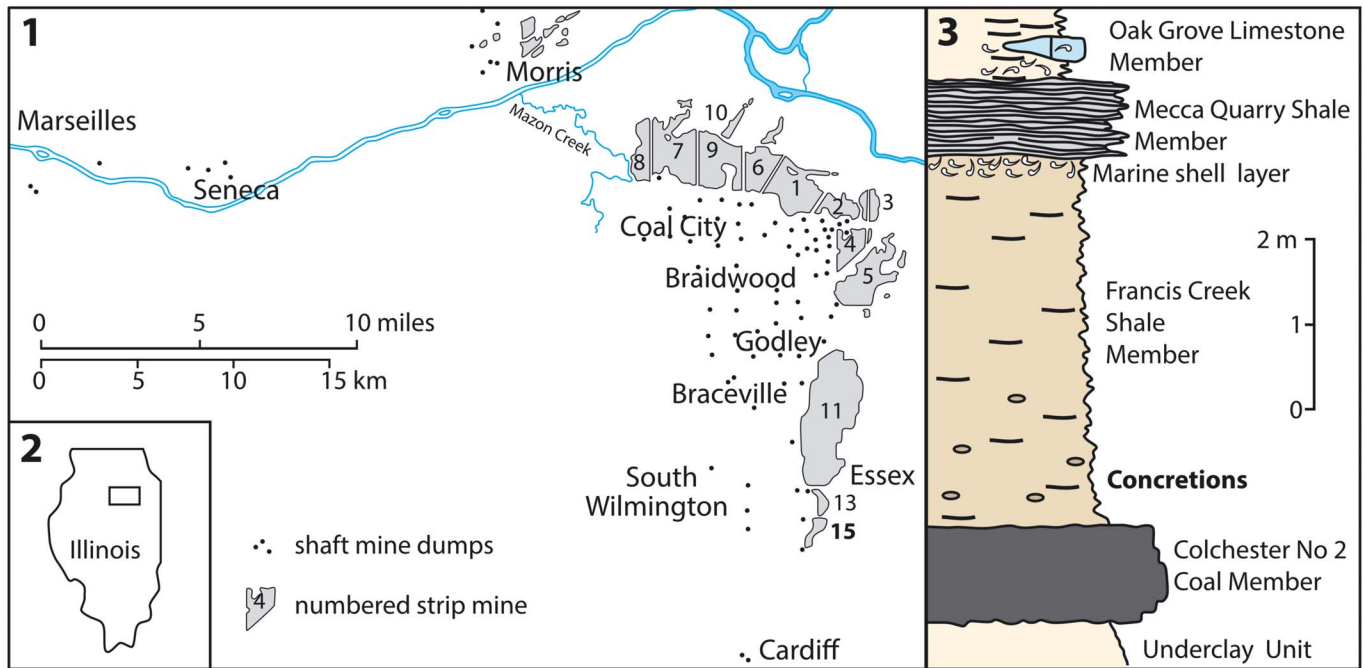 1
Morris
Marseilles
Mazon Creek
Seneca
10
8
7
9
6
1
2
3
Coal City
4
Braidwood
5
0 5 10 miles
0 5 10 15 km
Godley
Braceville
11
South
Wilmington
Essex
13
15
Cardiff
2
Illinois
shaft mine dumps
4
numbered strip mine
3
Oak Grove Limestone
Member
Mecca Quarry Shale
Member
Marine shell layer
2 m
1
0
Francis Creek
Shale
Member
Concretions
Colchester No 2
Coal Member
Underclay Unit